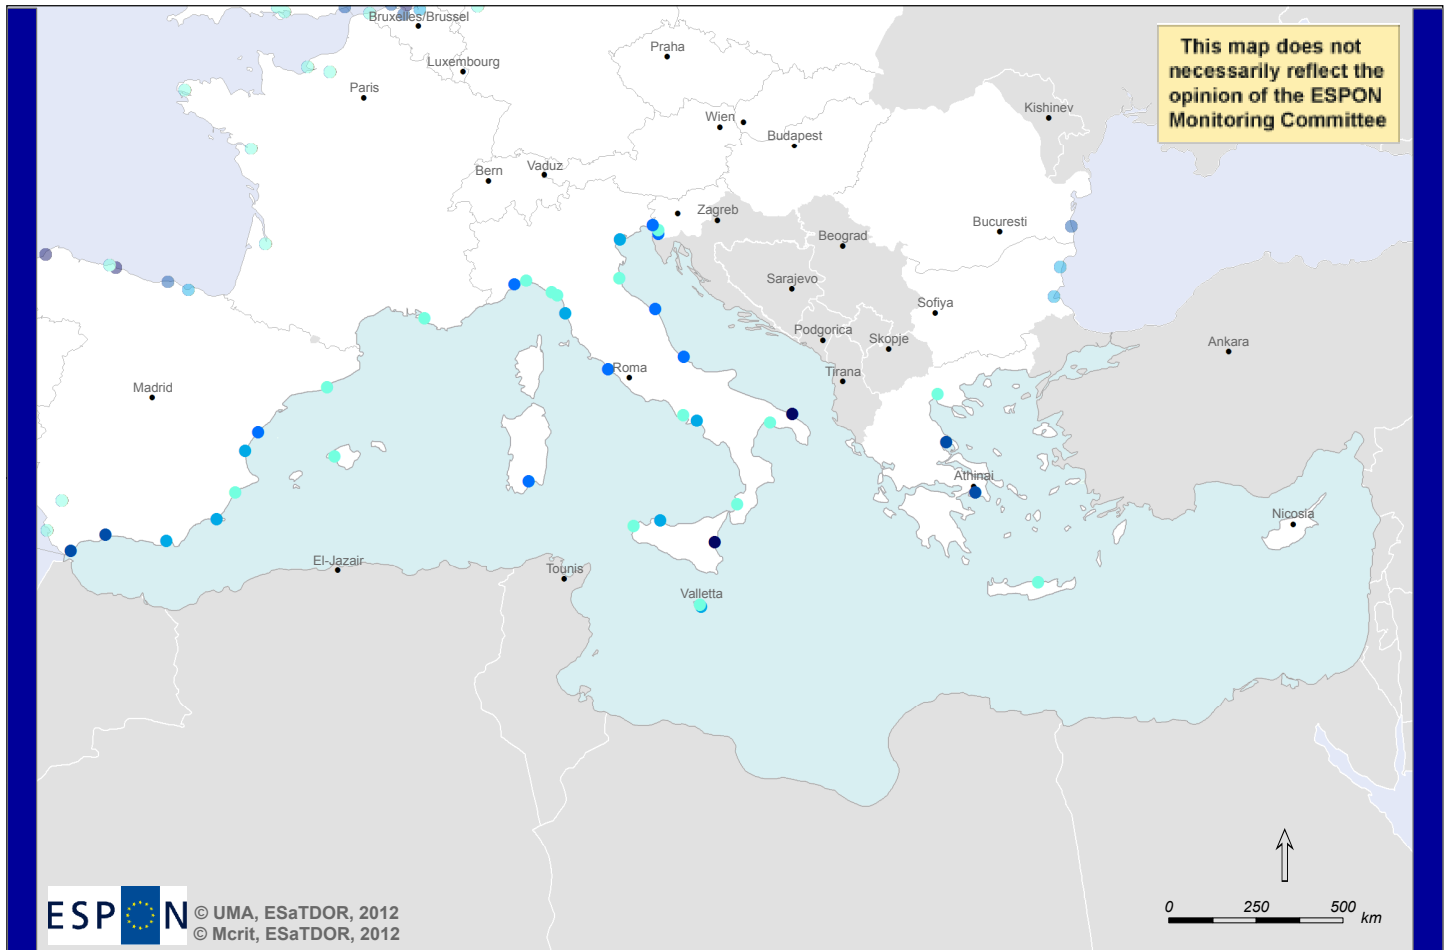 Bruxelles/Brussel
Praha
Luxembourg
Paris
Kishinev
Wien
Budapest
Bern
Vaduz
Zagreb
Bucuresti
Beograd
Sarajevo
Sofiya
Podgorica
Skopje
Ankara
Roma
Tirana
Madrid
Athinai
Nicosia
El-Jazair
Tounis
Valletta
This map does not
necessarily reflect the
opinion of the ESPON
Monitoring Committee
0 250 500
km
ESPON
© UMA, ESaTDOR, 2012
© Mcrit, ESaTDOR, 2012